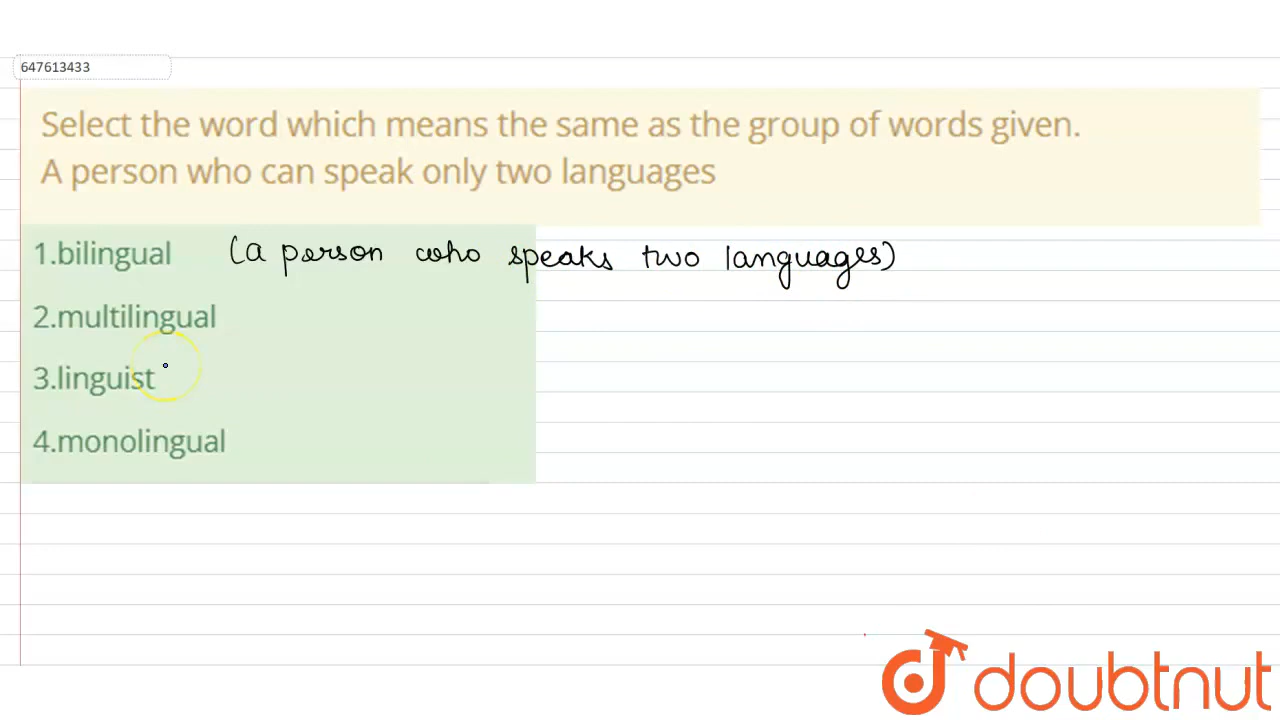 647613433
Select the word which means the same as the group of words given.
A person who can speak only two languages
1.bilingual (a person who speaks two languages)
2.multilingual
3.linguist
4.monolingual
doubtnut